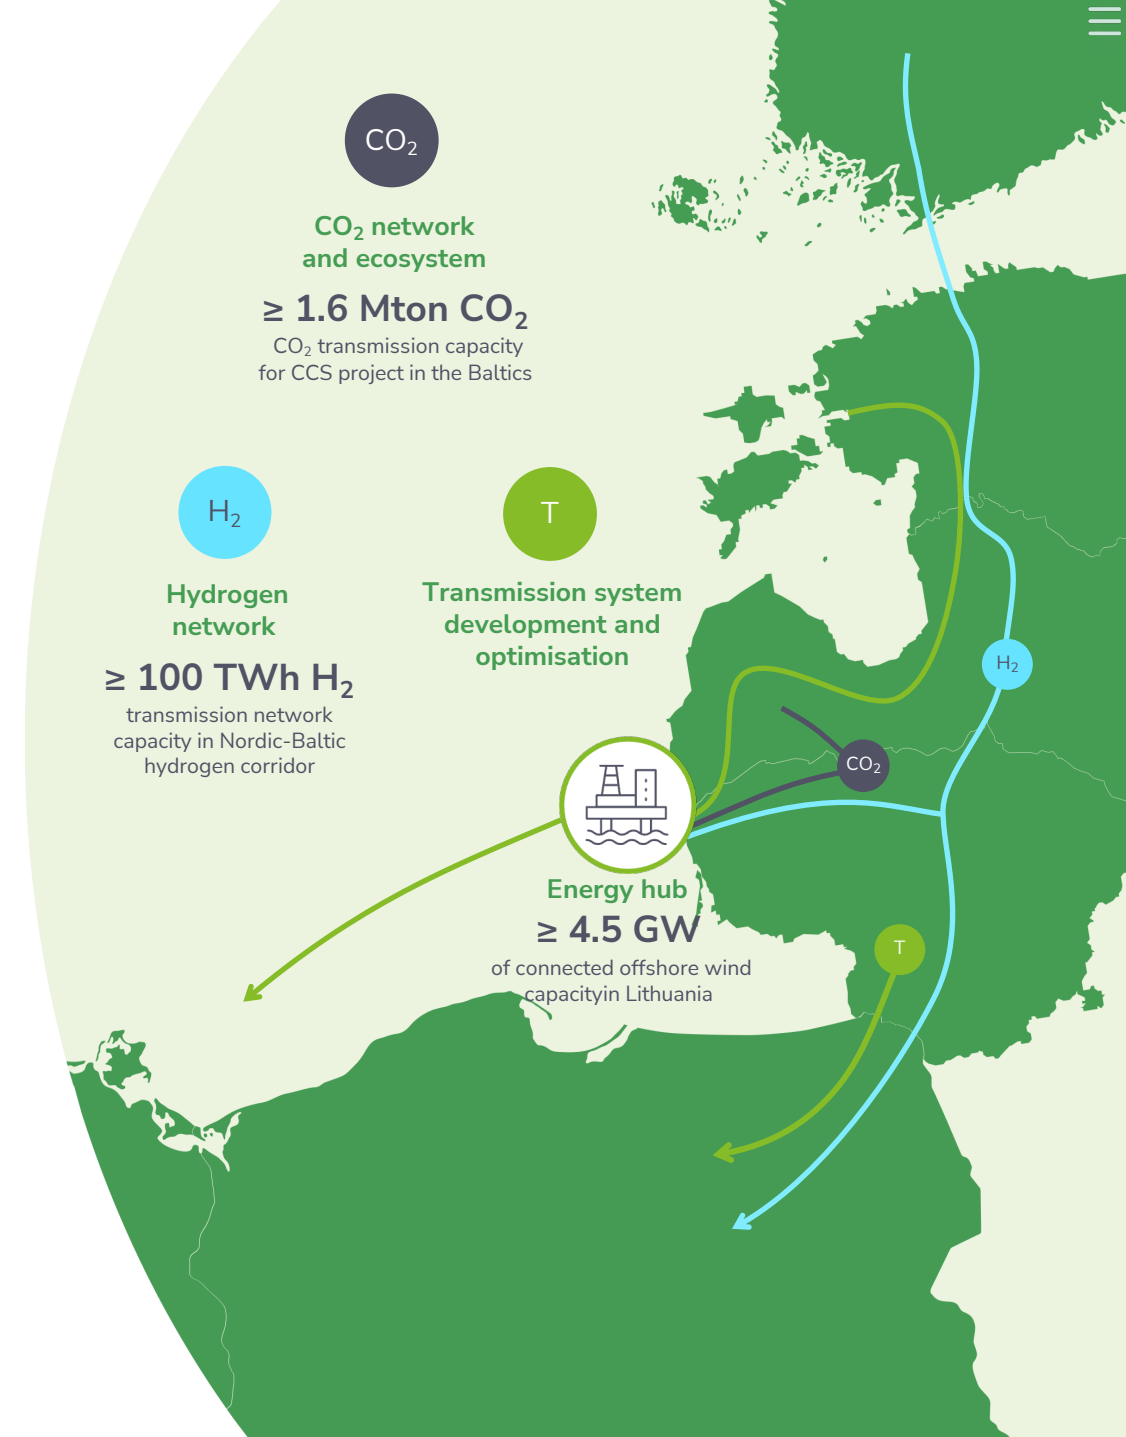 CO₂
CO₂ network
and ecosystem
≥ 1.6 Mton CO₂
CO₂ transmission capacity
for CCS project in the Baltics
H₂
Hydrogen
network
≥ 100 TWh H₂
transmission network
capacity in Nordic-Baltic
hydrogen corridor
T
Transmission system
development and
optimisation
H₂
CO₂
Energy hub
≥ 4.5 GW
of connected offshore wind
capacityin Lithuania
T